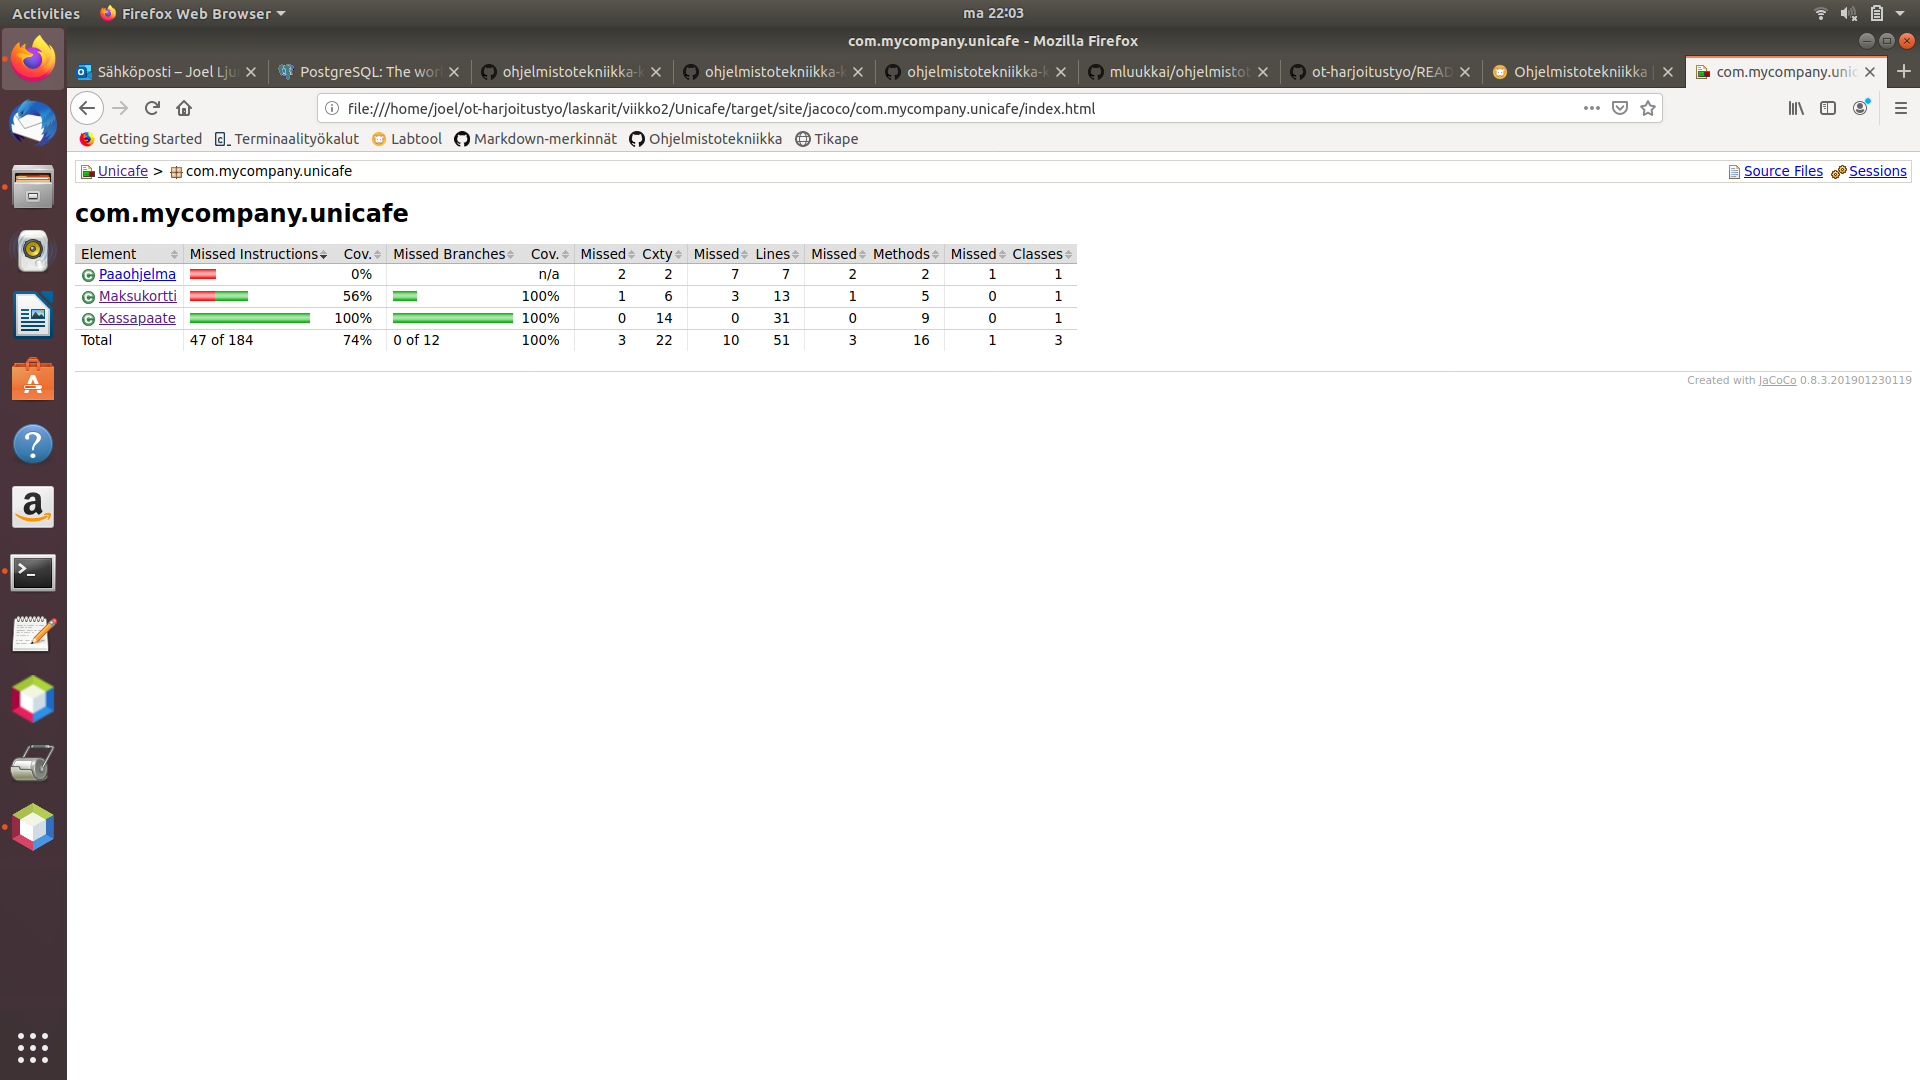 Activities Firefox Web Browser ma 22:03
com.mycompany.unicafe - Mozilla Firefox
Sähköposti – Joel Lju PostgreSQL: The wor ohjelmistotekniikka-k ohjelmistotekniikka-k ohjelmistotekniikka-k mluukkai/ohjelmistot ot-harjoitustyo/READ Ohjelmistotekniikka | com.mycompany.unic
file:///home/joel/ot-harjoitustyo/laskarit/viikko2/Unicafe/target/site/jacoco/com.mycompany.unicafe/index.html
Getting Started Terminaalityökalut Labtool Markdown-merkinnät Ohjelmistotekniikka Tikape
Unicafe > com.mycompany.unicafe Source Files Sessions
com.mycompany.unicafe
Element Missed Instructions Cov. Missed Branches Cov. Missed Cxty Missed Lines Missed Methods Missed Classes
Paaohjelma 0% n/a 2 2 7 7 2 2 1 1
Maksukortti 56% 100% 1 6 3 13 1 5 0 1
Kassapaate 100% 100% 0 14 0 31 0 9 0 1
Total 47 of 184 74% 0 of 12 100% 3 22 10 51 3 16 1 3
Created with JaCoCo 0.8.3.201901230119